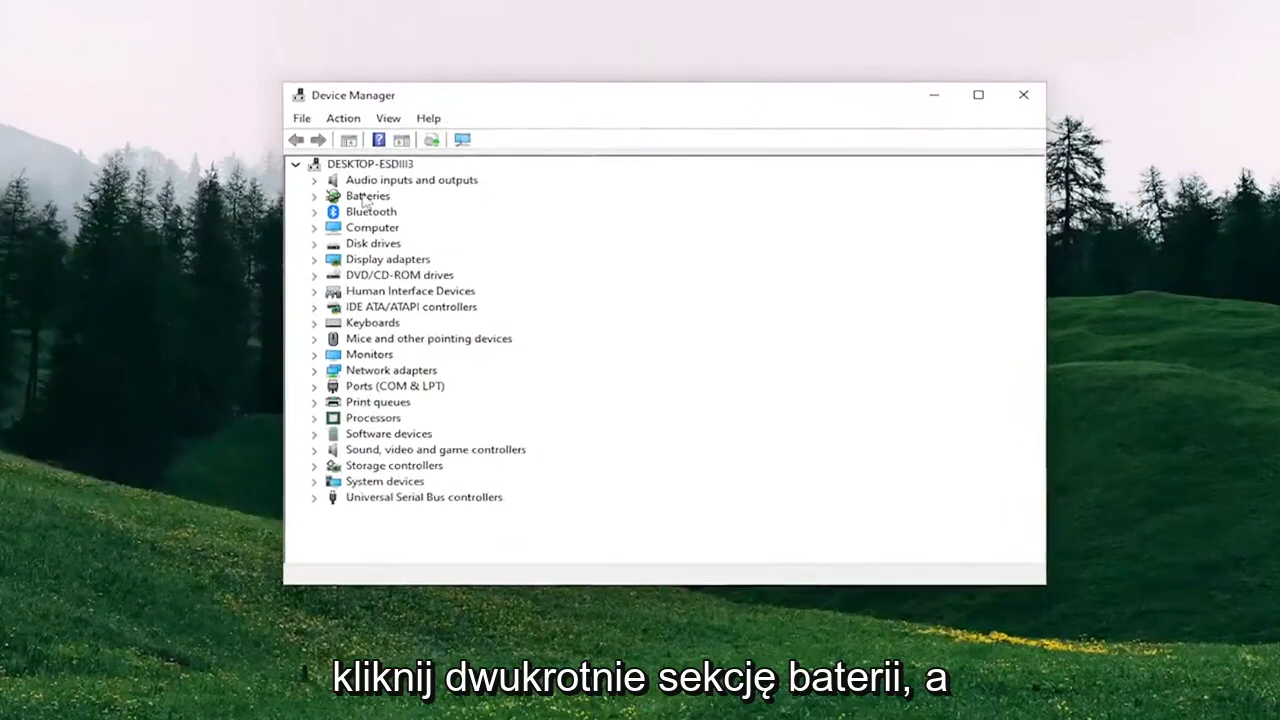 Device Manager
File Action View Help
DESKTOP-ESDIII3
Audio inputs and outputs
Batteries
Bluetooth
Computer
Disk drives
Display adapters
DVD/CD-ROM drives
Human Interface Devices
IDE ATA/ATAPI controllers
Keyboards
Mice and other pointing devices
Monitors
Network adapters
Ports (COM & LPT)
Print queues
Processors
Software devices
Sound, video and game controllers
Storage controllers
System devices
Universal Serial Bus controllers
kliknij dwukrotnie sekcję baterii, a